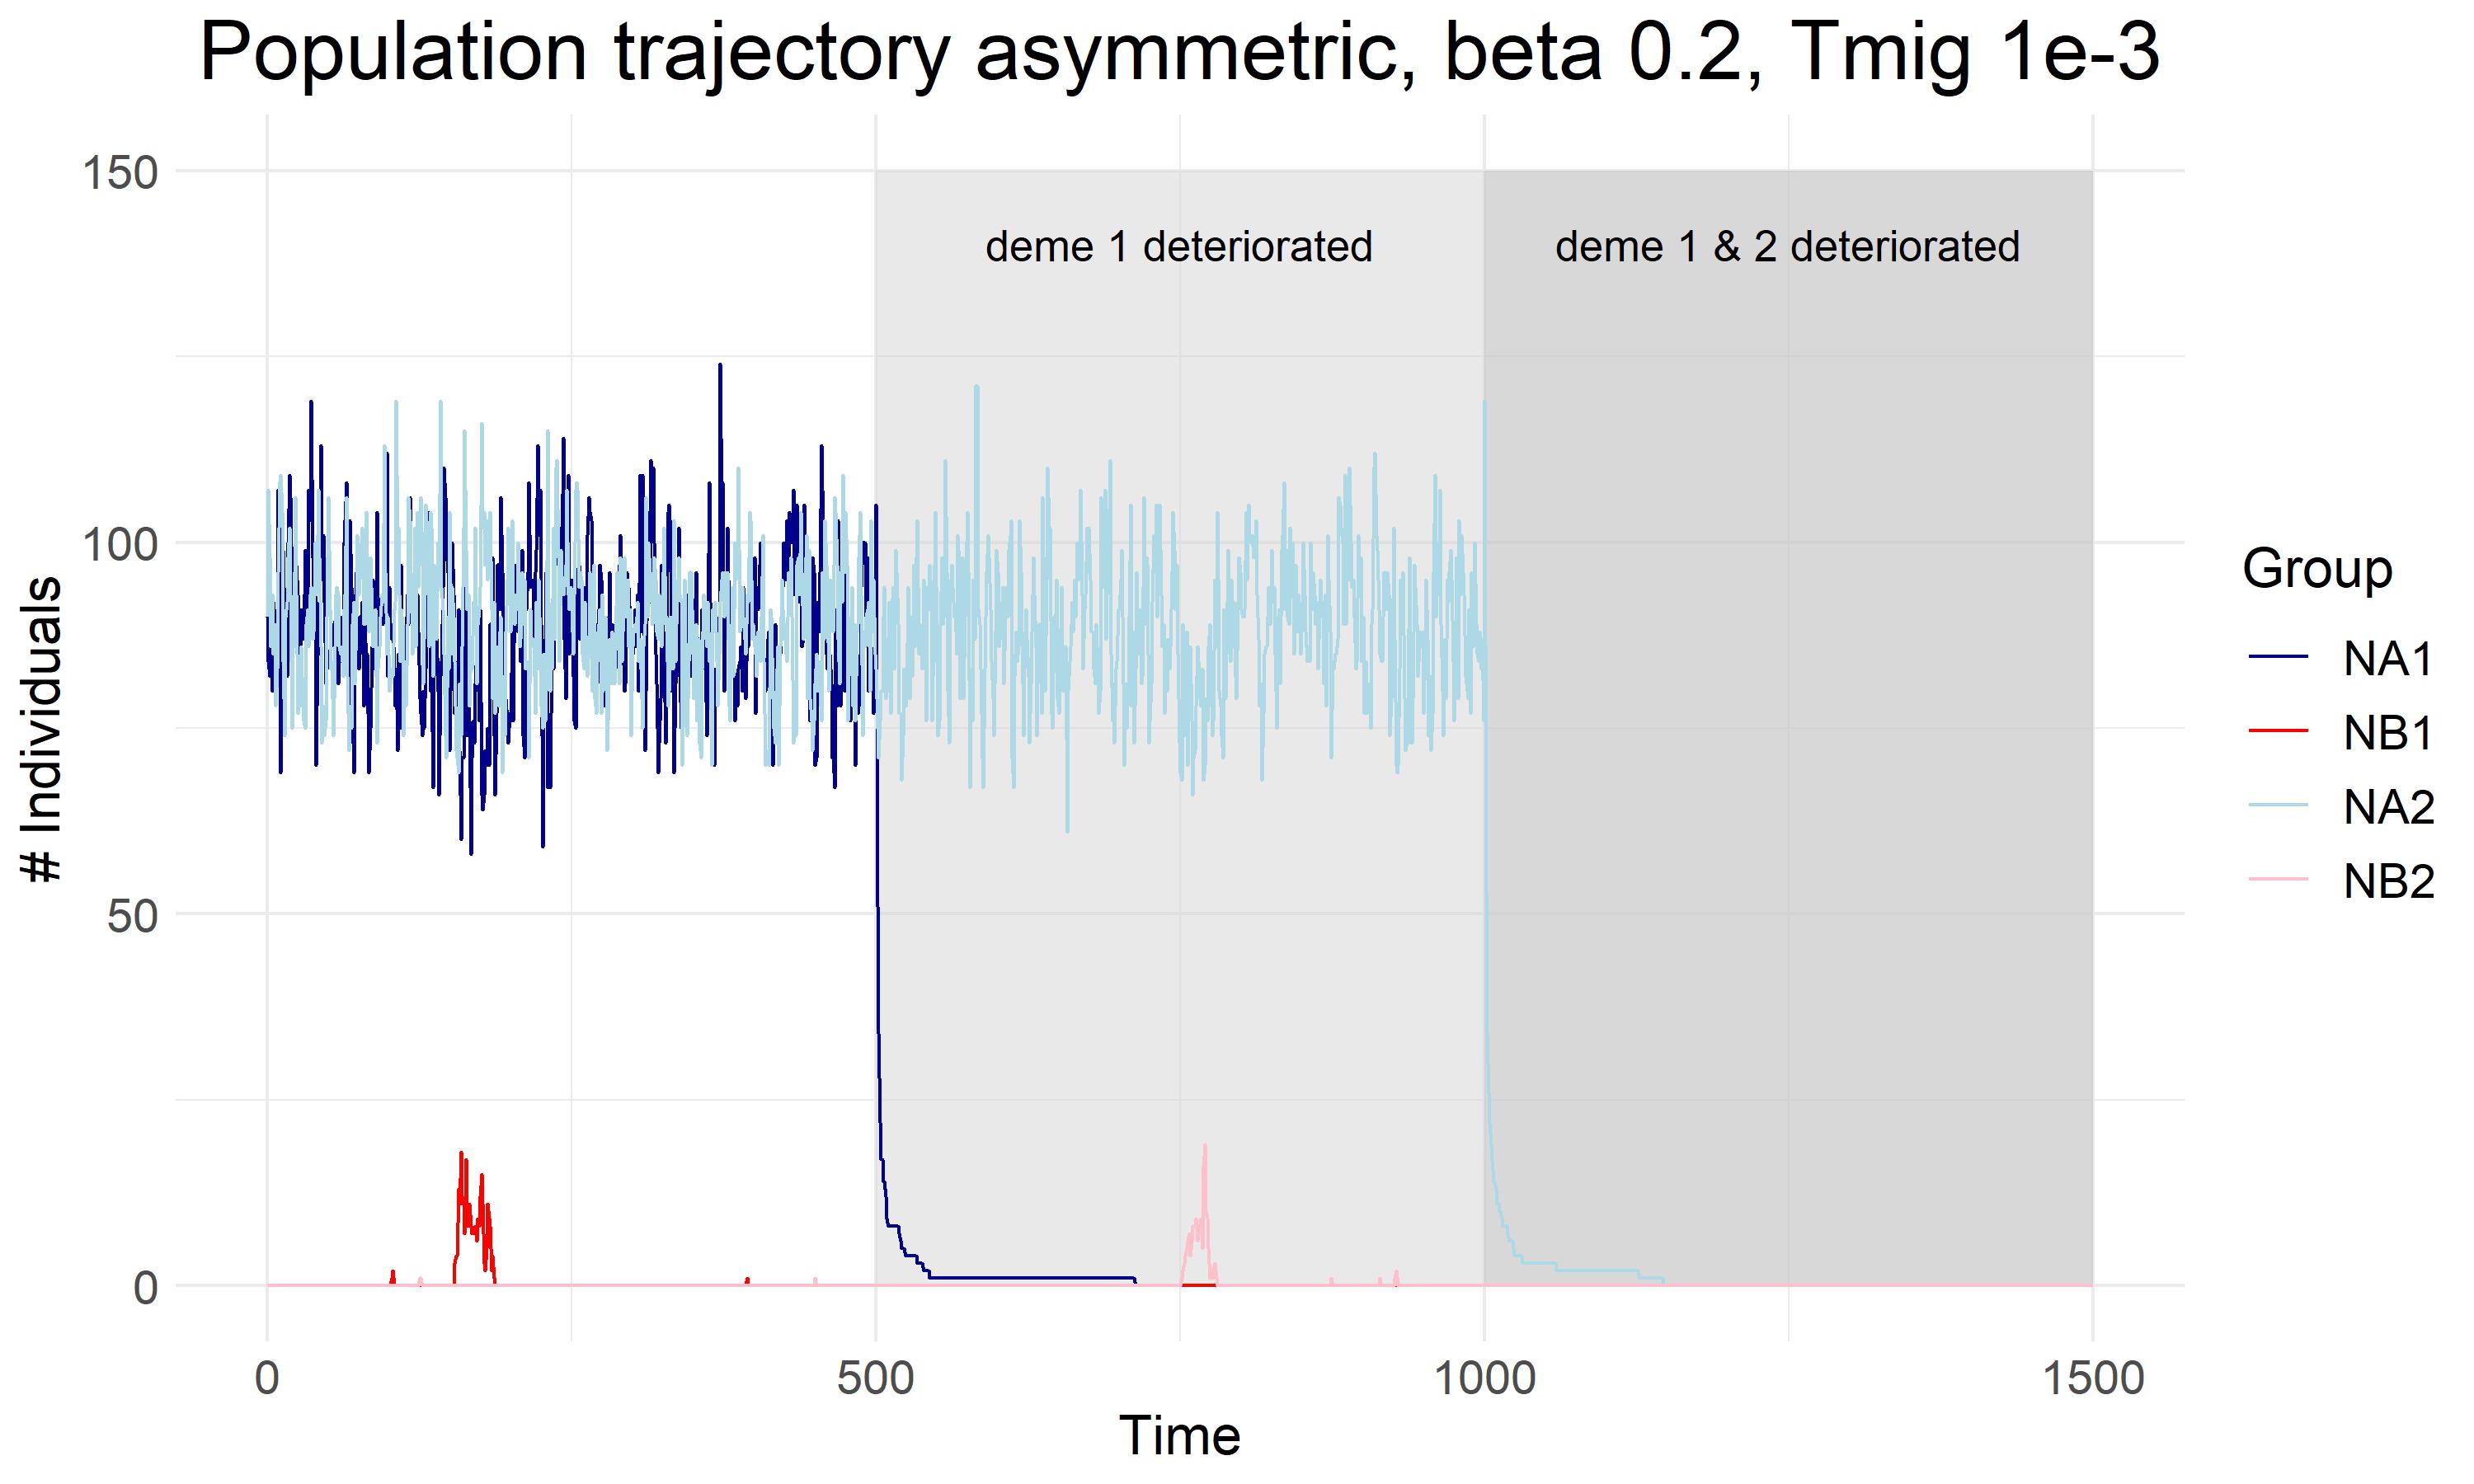 Population trajectory asymmetric, beta 0.2, Tmig 1e-3
150
deme 1 deteriorated
deme 1 & 2 deteriorated
100
50
0
# Individuals
0
500
1000
1500
Time
Group
NA1
NB1
NA2
NB2